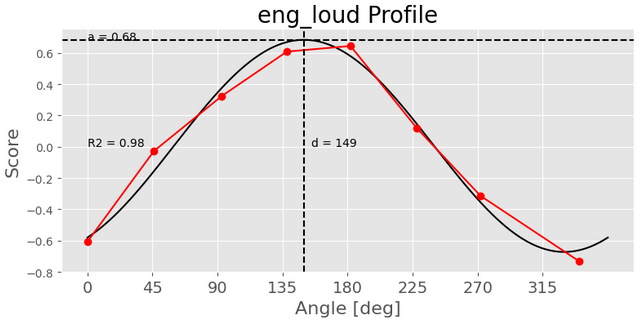 eng_loud Profile
a = 0.68
0.6
0.4
0.2
0.0
−0.2
−0.4
−0.6
−0.8
Score
R2 = 0.98
d = 149
0 45 90 135 180 225 270 315
Angle [deg]